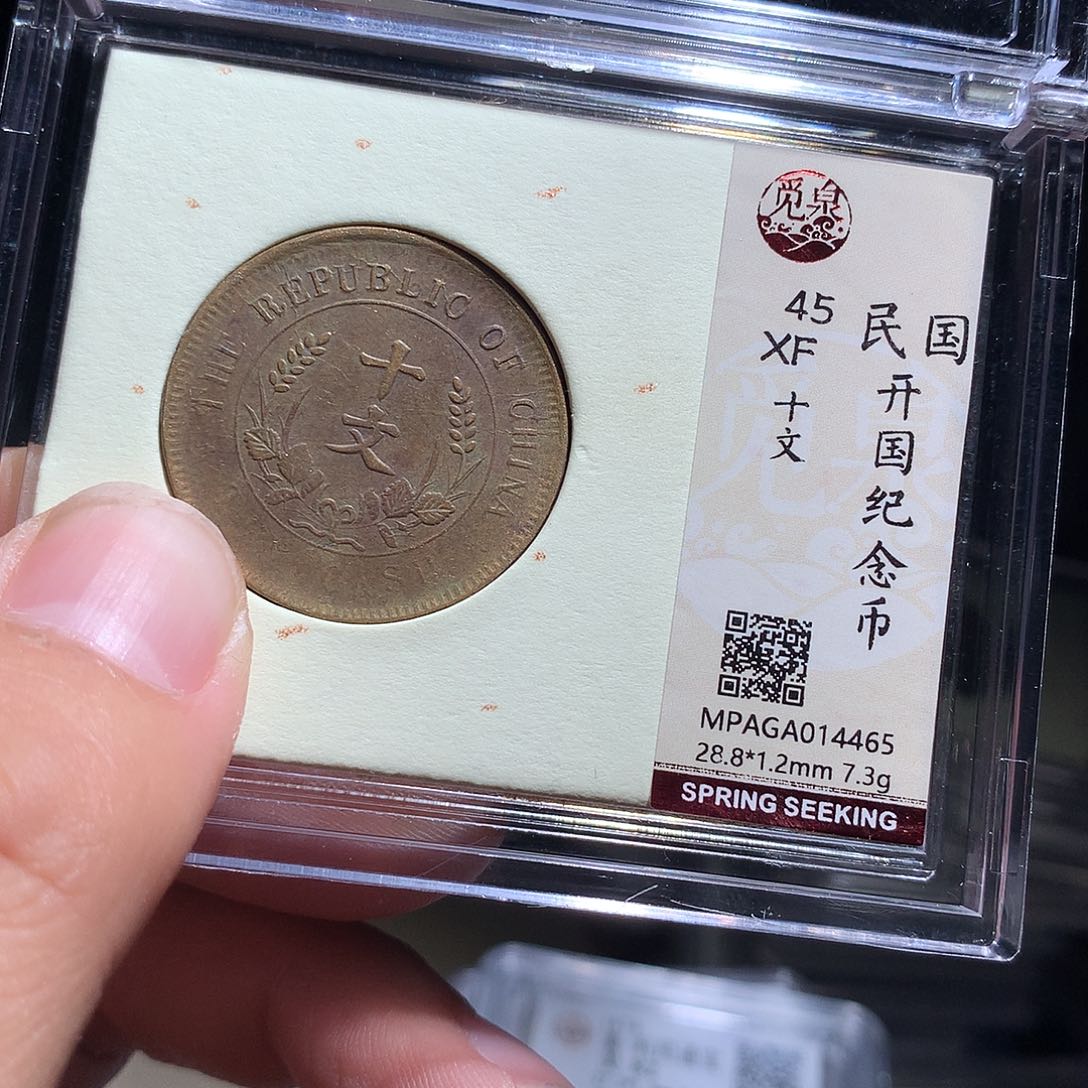 THE REPUBLIC OF CHINA
十
文
觅泉
45
XF
十文
民国
开国纪念币
MPAGA014465
28.8*1.2mm 7.3g
SPRING SEEKING